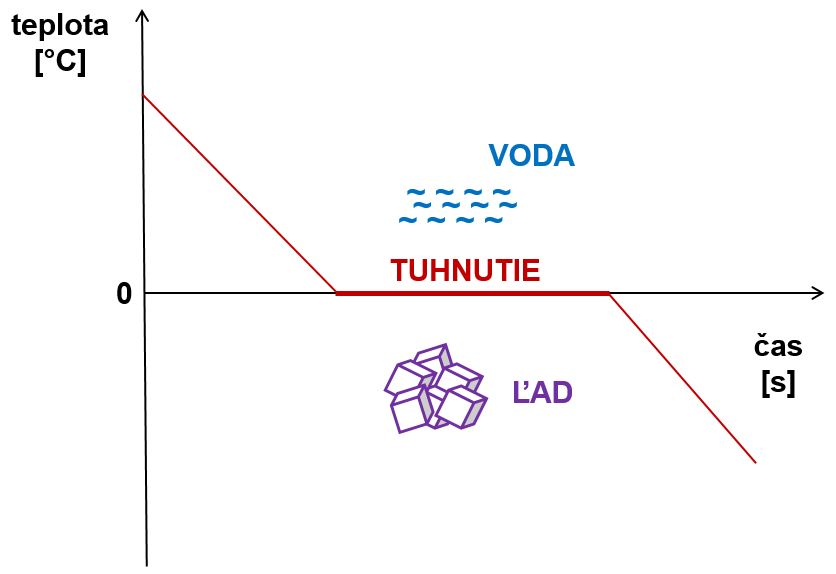 teplota
[°C]
VODA
TUHNUTIE
0
čas
[s]
ĽAD